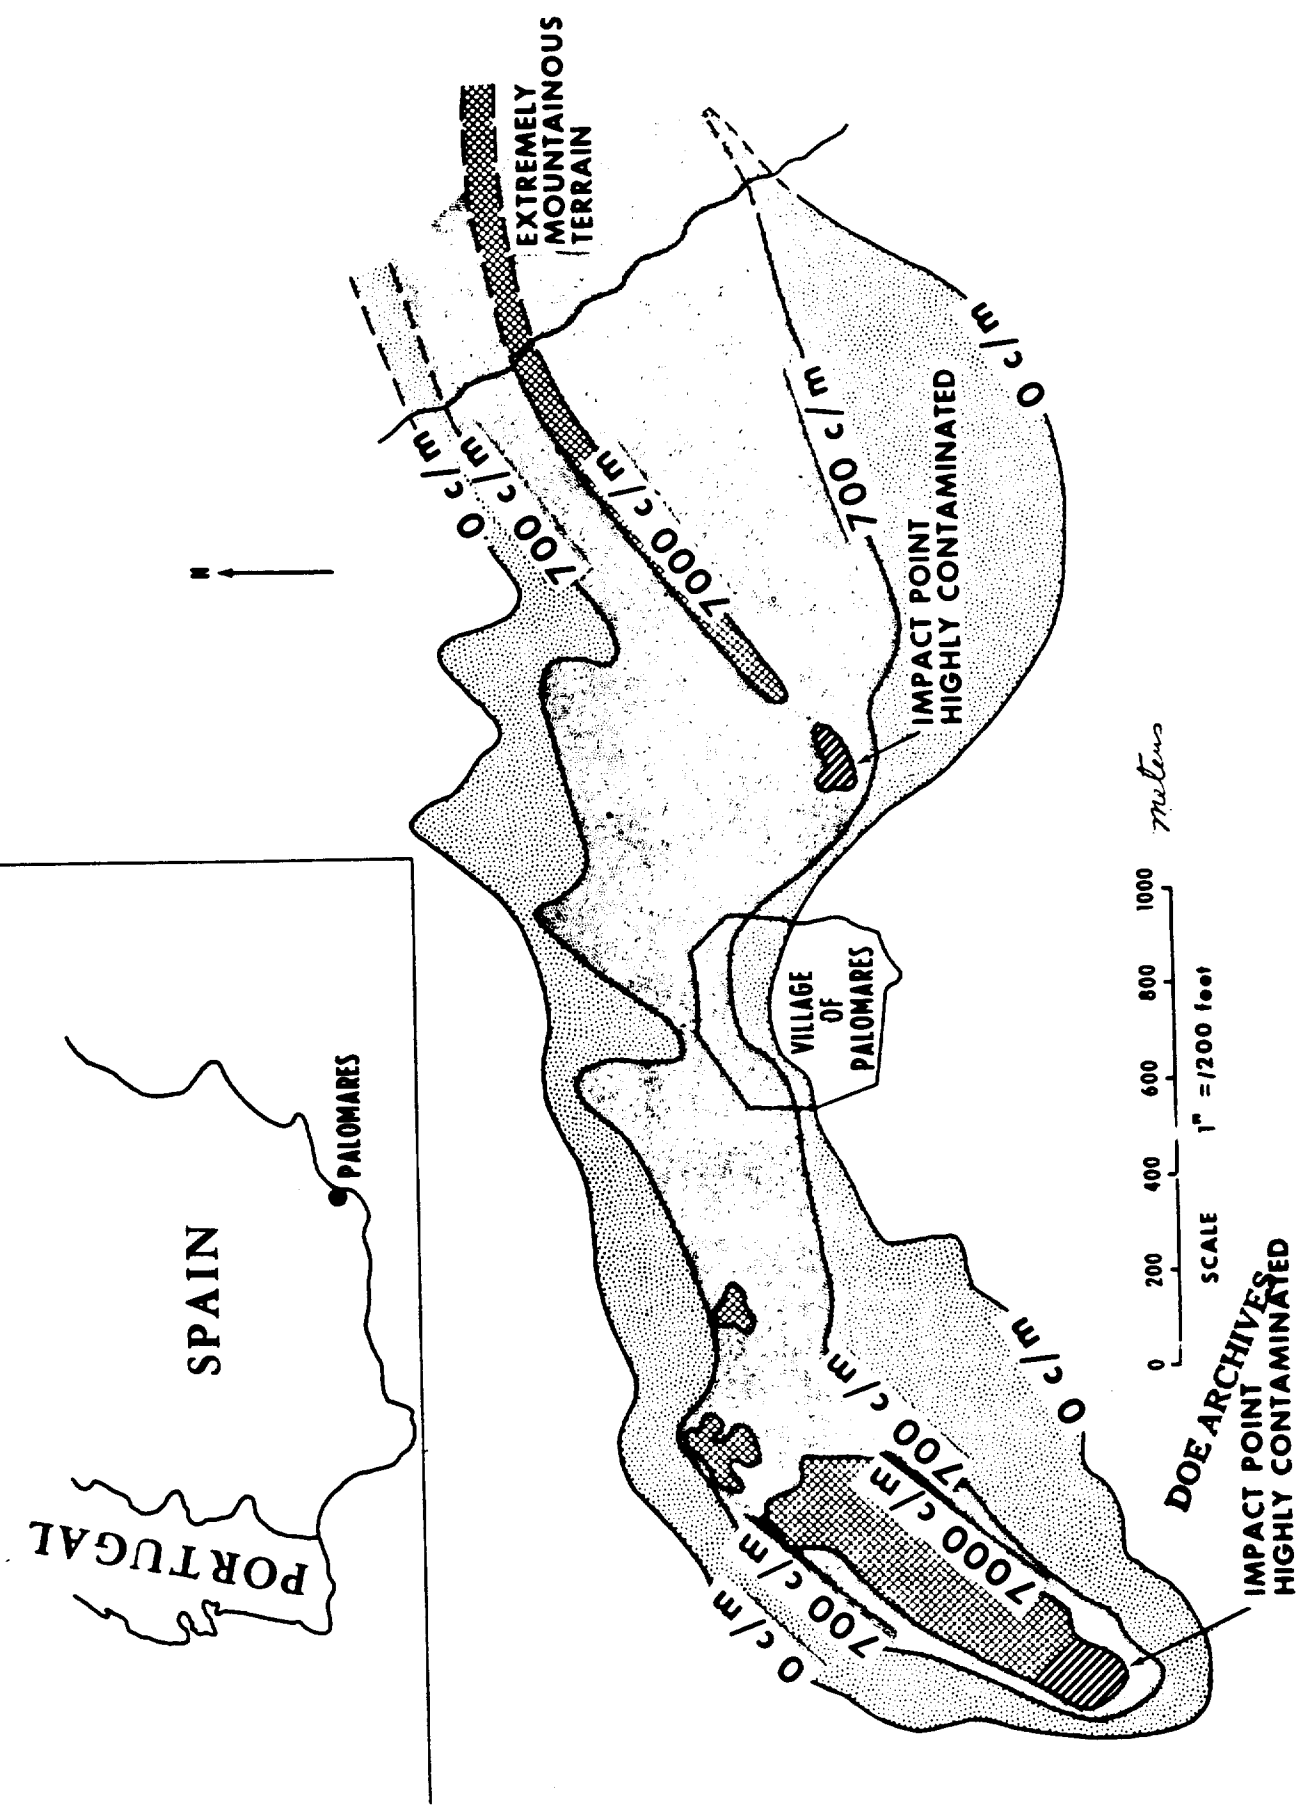 PORTUGAL
SPAIN
PALOMARES
N
EXTREMELY
MOUNTAINOUS
TERRAIN
0 c/m
700 c/m
7000 c/m
700 c/m
0 c/m
IMPACT POINT
HIGHLY CONTAMINATED
VILLAGE
OF
PALOMARES
0 c/m
700 c/m
7000 c/m
700 c/m
0 c/m
0 200 400 600 800 1000 meters
SCALE 1" = 1200 feet
DOE ARCHIVES
IMPACT POINT
HIGHLY CONTAMINATED